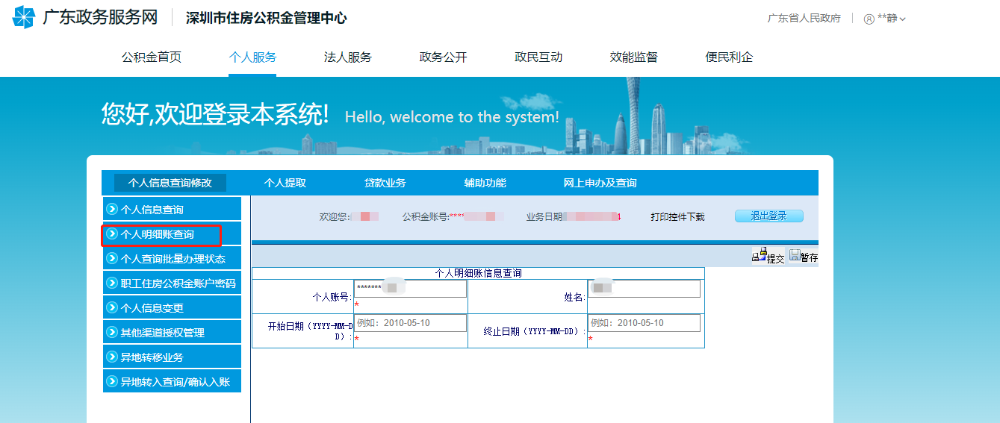 广东政务服务网 深圳市住房公积金管理中心 广东省人民政府 **静
公积金首页 个人服务 法人服务 政务公开 政民互动 效能监督 便民利企
您好,欢迎登录本系统! Hello, welcome to the system!
个人信息查询修改 个人提取 贷款业务 辅助功能 网上申办及查询
个人信息查询
个人明细账查询
个人查询批量办理状态
职工住房公积金账户密码
个人信息变更
其他渠道授权管理
异地转移业务
异地转入查询/确认入账
欢迎您: 公积金账号:**** 业务日期 4 打印控件下载 退出登录
提交 暂存
个人明细账信息查询
个人账号: ******* * 姓名:
开始日期（YYYY-MM-D
D）: 例如：2010-05-10 * 终止日期（YYYY-MM-DD）: 例如：2010-05-10 *